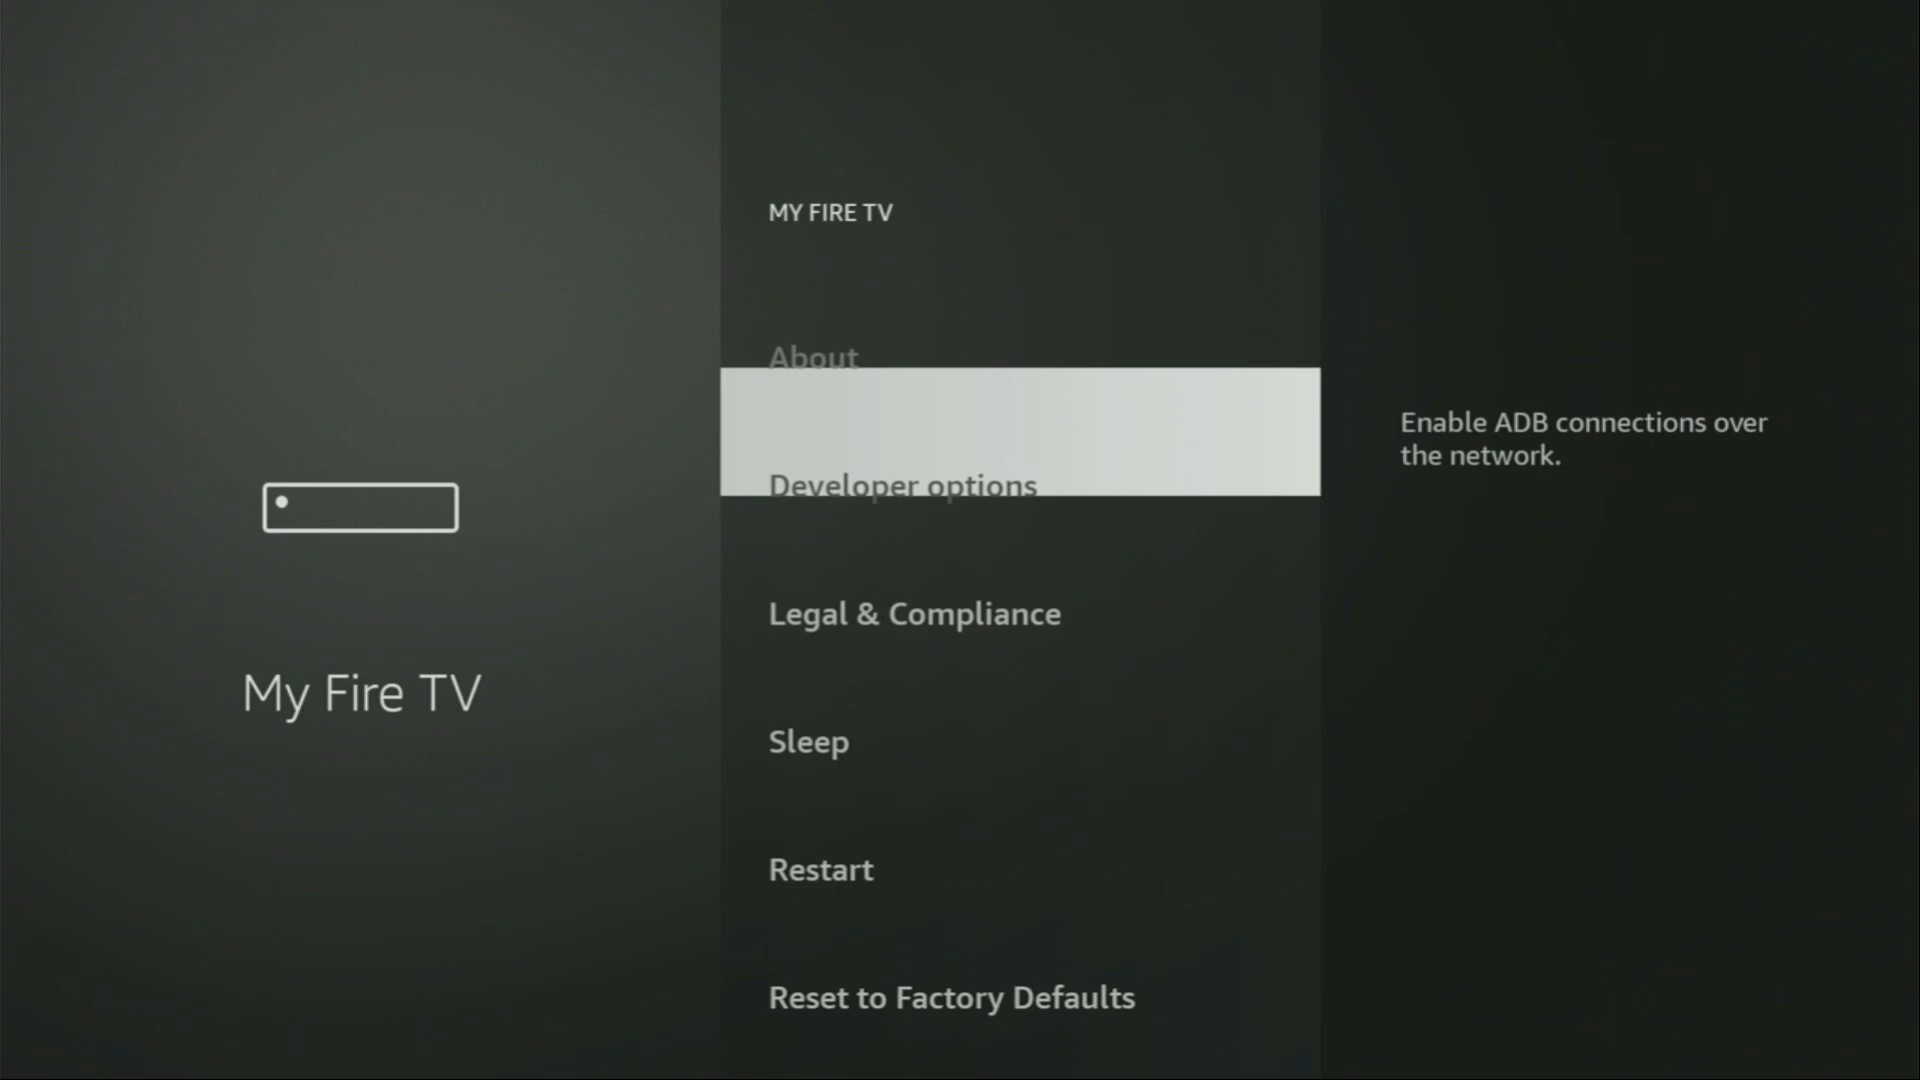 MY FIRE TV
About
Developer options
Legal & Compliance
Sleep
Restart
Reset to Factory Defaults
My Fire TV
Enable ADB connections over
the network.